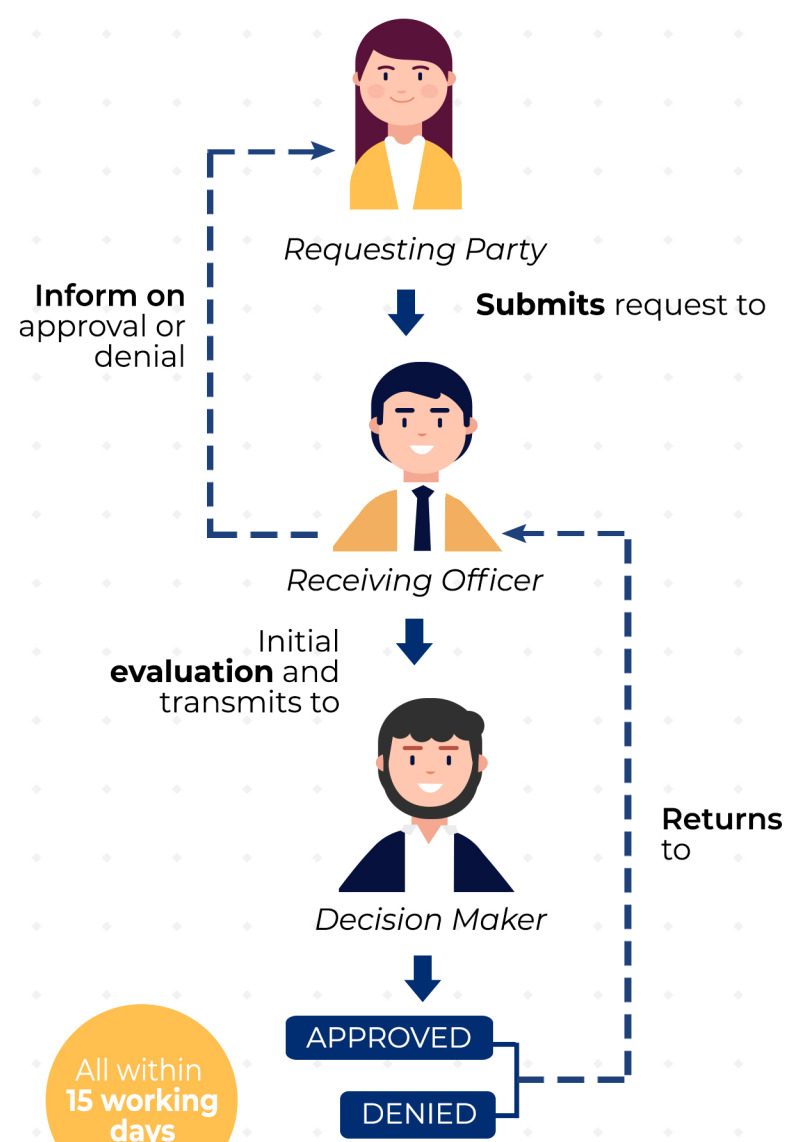 Requesting Party
Inform on
approval or
denial
Submits request to
Receiving Officer
Initial
evaluation and
transmits to
Decision Maker
Returns
to
APPROVED
DENIED
All within
15 working
days